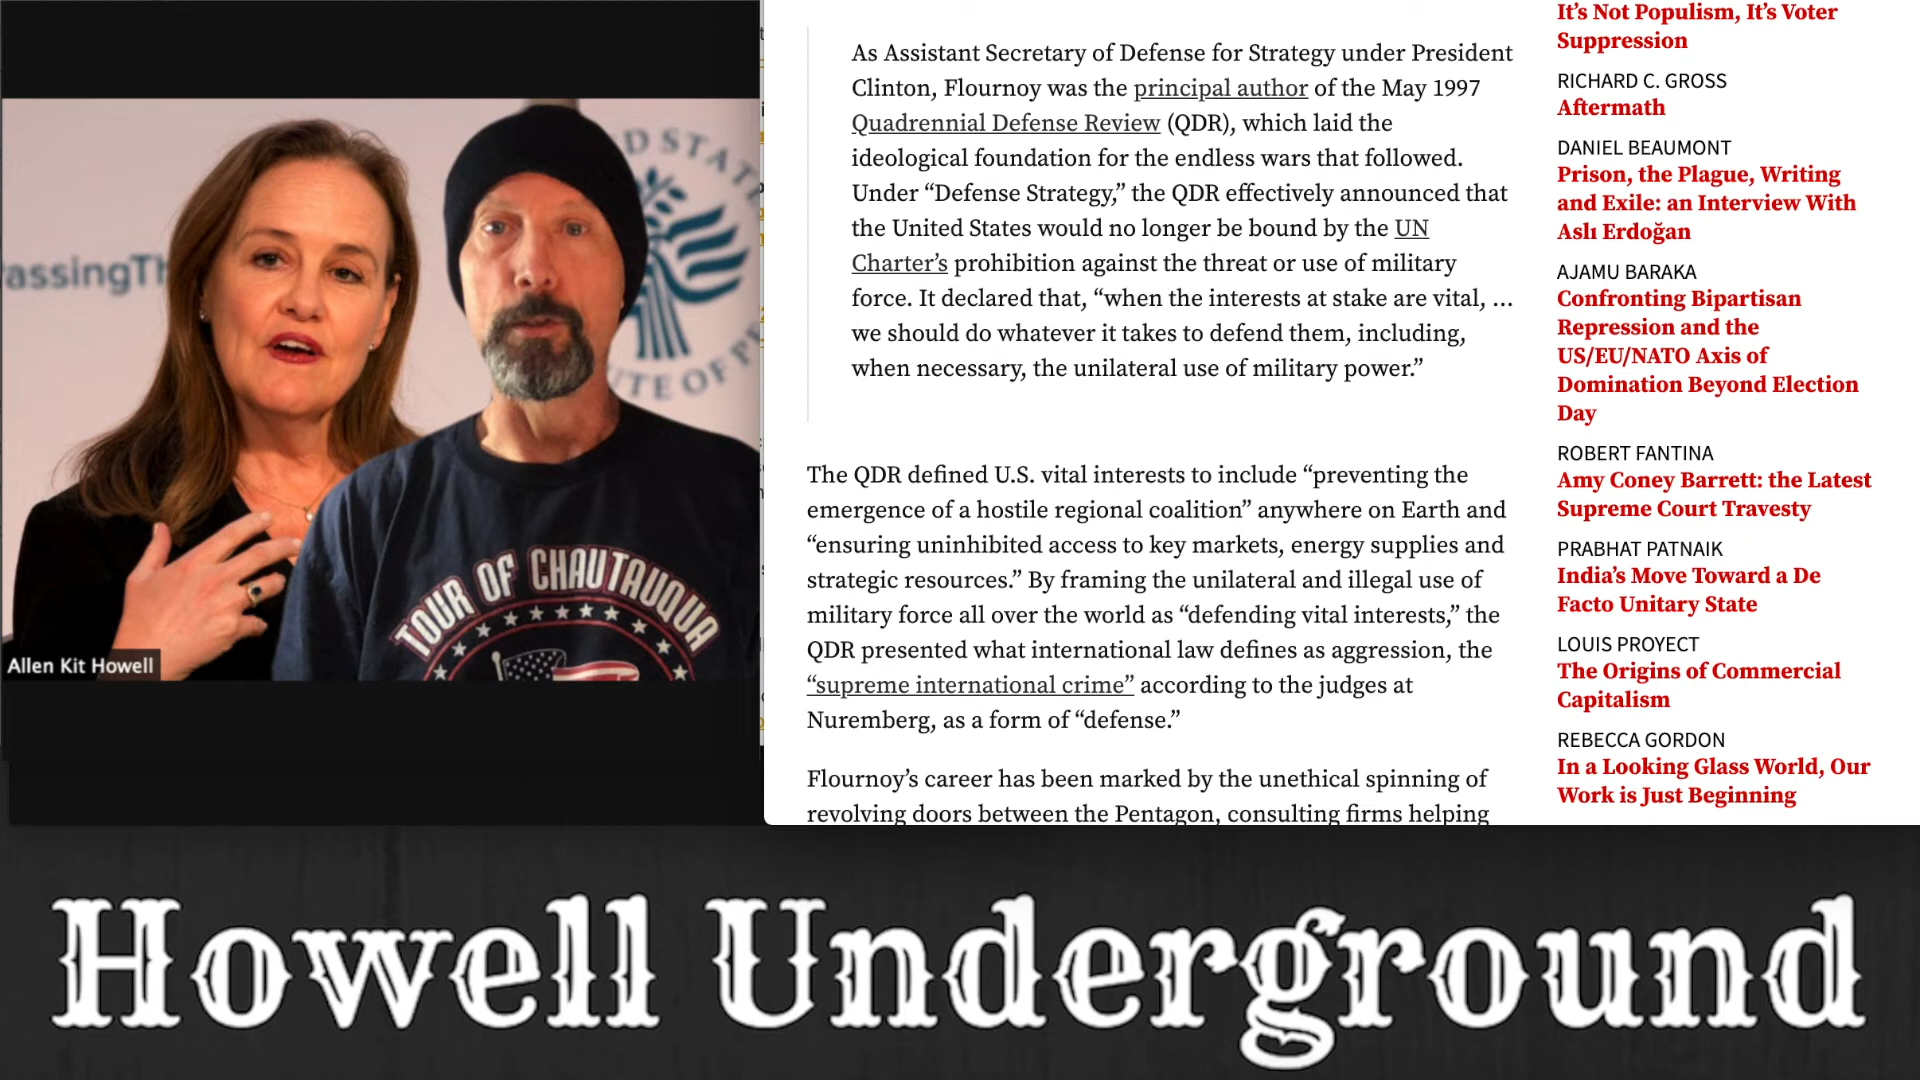 assingTh
D STAT
TE OF P
Allen Kit Howell
TOUR OF CHAUTAUQUA
As Assistant Secretary of Defense for Strategy under President
Clinton, Flournoy was the principal author of the May 1997
Quadrennial Defense Review (QDR), which laid the
ideological foundation for the endless wars that followed.
Under “Defense Strategy,” the QDR effectively announced that
the United States would no longer be bound by the UN
Charter’s prohibition against the threat or use of military
force. It declared that, “when the interests at stake are vital, …
we should do whatever it takes to defend them, including,
when necessary, the unilateral use of military power.”
The QDR defined U.S. vital interests to include “preventing the
emergence of a hostile regional coalition” anywhere on Earth and
“ensuring uninhibited access to key markets, energy supplies and
strategic resources.” By framing the unilateral and illegal use of
military force all over the world as “defending vital interests,” the
QDR presented what international law defines as aggression, the
“supreme international crime” according to the judges at
Nuremberg, as a form of “defense.”
Flournoy’s career has been marked by the unethical spinning of
revolving doors between the Pentagon, consulting firms helping
It’s Not Populism, It’s Voter
Suppression
RICHARD C. GROSS
Aftermath
DANIEL BEAUMONT
Prison, the Plague, Writing
and Exile: an Interview With
Aslı Erdoğan
AJAMU BARAKA
Confronting Bipartisan
Repression and the
US/EU/NATO Axis of
Domination Beyond Election
Day
ROBERT FANTINA
Amy Coney Barrett: the Latest
Supreme Court Travesty
PRABHAT PATNAIK
India’s Move Toward a De
Facto Unitary State
LOUIS PROYECT
The Origins of Commercial
Capitalism
REBECCA GORDON
In a Looking Glass World, Our
Work is Just Beginning
Howell Underground